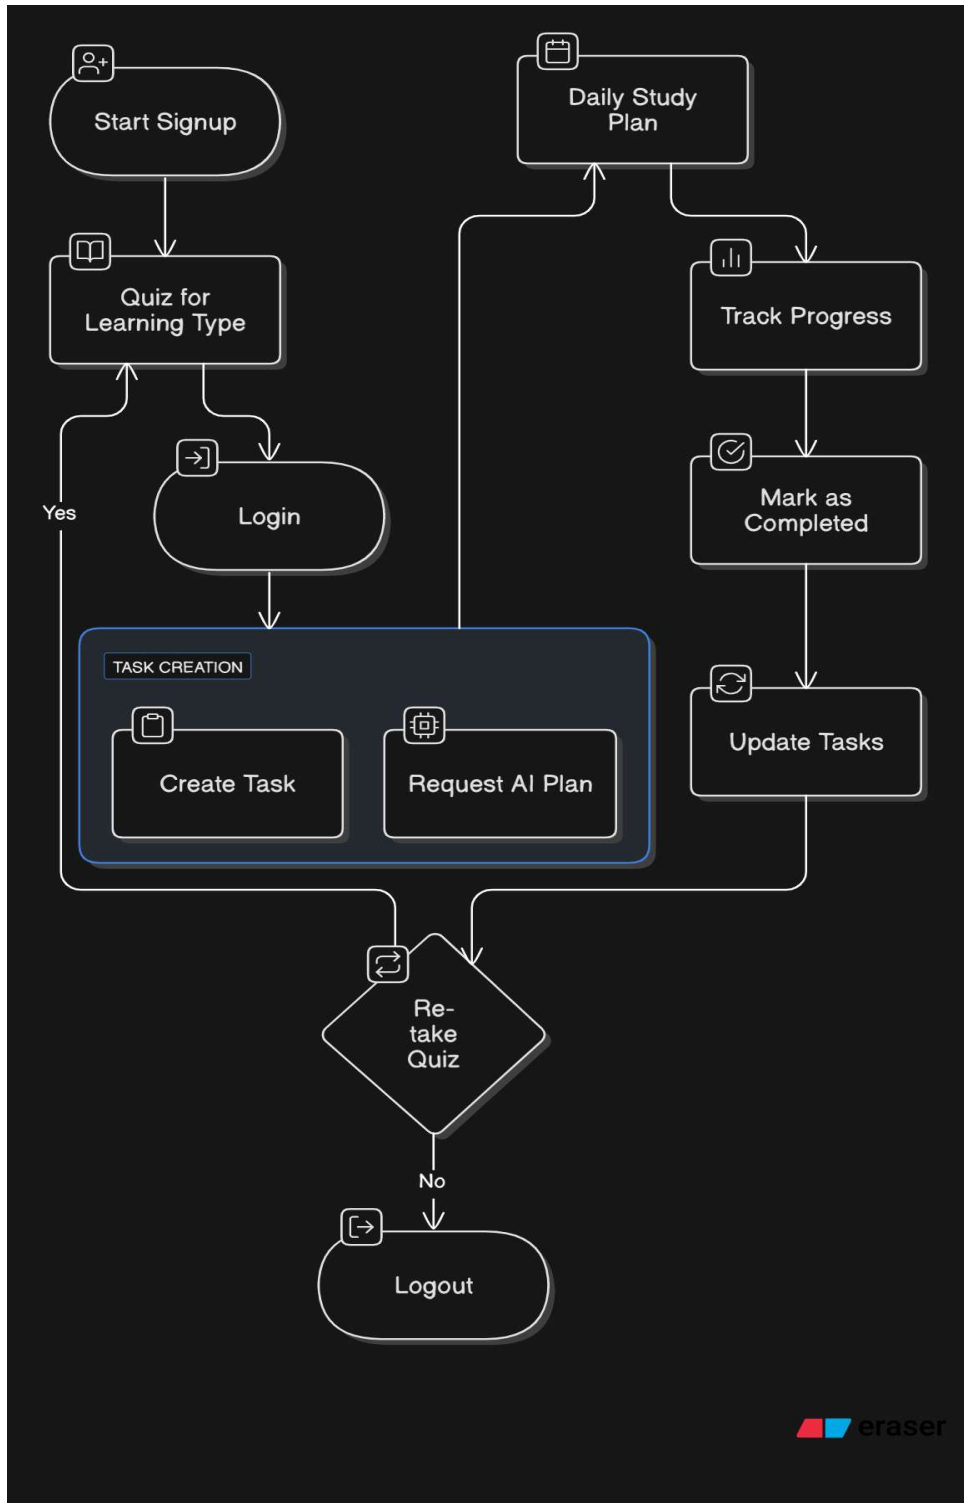 Start Signup
Quiz for
Learning Type
Yes
Login
TASK CREATION
Create Task
Request AI Plan
Daily Study
Plan
Track Progress
Mark as
Completed
Update Tasks
Re-
take
Quiz
No
Logout
eraser